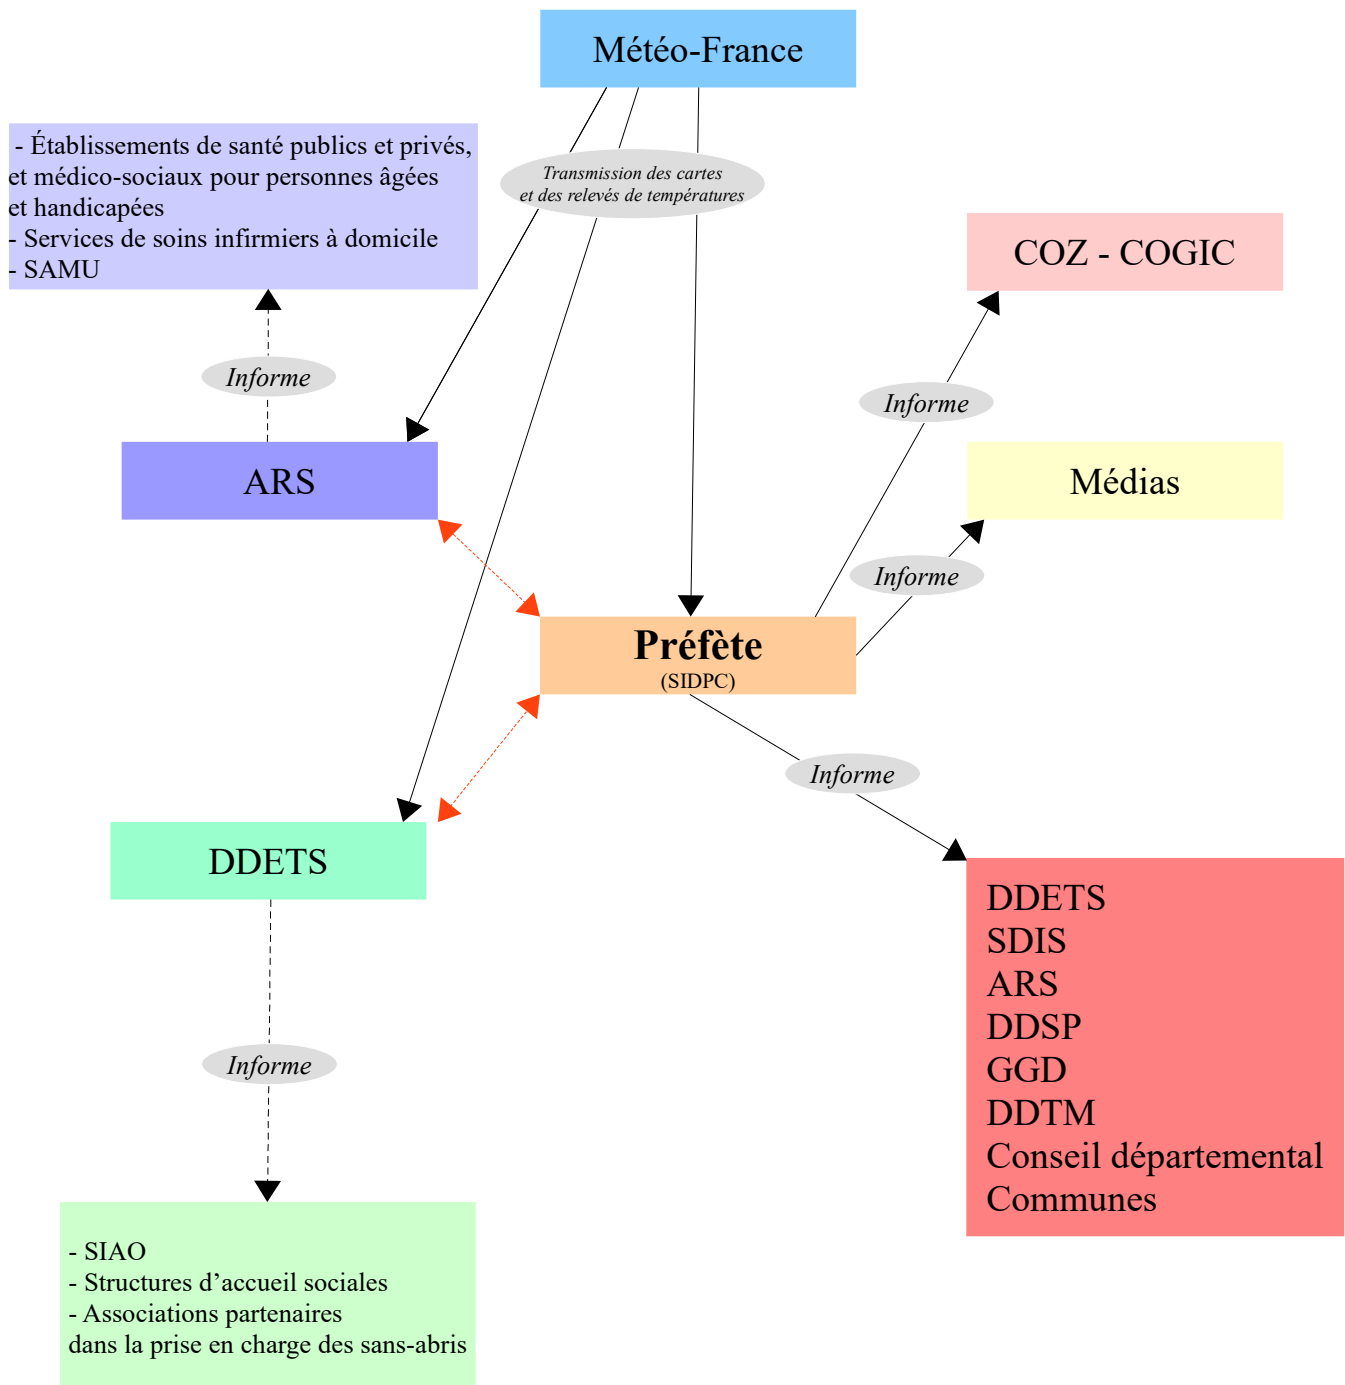 Météo-France
- Établissements de santé publics et privés,
et médico-sociaux pour personnes âgées
et handicapées
- Services de soins infirmiers à domicile
- SAMU
Transmission des cartes
et des relevés de températures
COZ - COGIC
Informe
Informe
ARS
Médias
Informe
Préfète
(SIDPC)
Informe
DDETS
DDETS
SDIS
ARS
DDSP
GGD
DDTM
Conseil départemental
Communes
Informe
- SIAO
- Structures d’accueil sociales
- Associations partenaires
dans la prise en charge des sans-abris